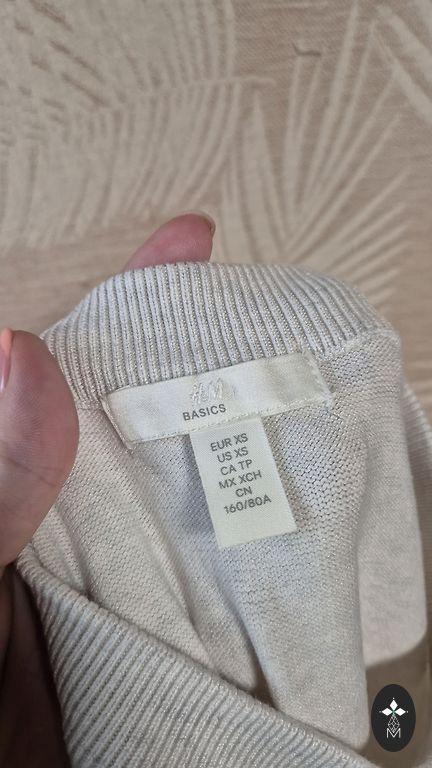 H&M
BASICS
EUR XS
US XS
CA TP
MX XCH
CN
160/80A
M